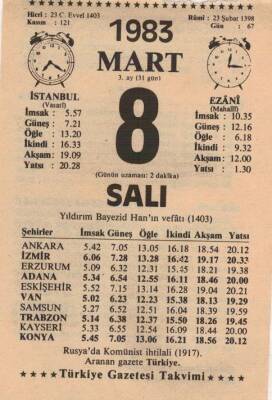 Hicri : 23 C. Evvel 1403
Kasım : 121
Rûmi : 23 Şubat 1398
Gün : 67
1983
MART
3. ay (31 gün)
İSTANBUL
(Vasatî)
İmsak : 5.57
Güneş : 7.21
Öğle : 13.20
İkindi : 16.33
Akşam : 19.09
Yatsı : 20.28
8
EZÂNİ
(Mahallî)
İmsak : 10.35
Güneş : 12.16
Öğle : 6.18
İkindi : 9.32
Akşam : 12.00
Yatsı : 1.30
(Günün uzaması: 2 dakika)
SALI
Yıldırım Bayezid Han'ın vefâtı (1403)
Şehirler İmsak Güneş Öğle İkindi Akşam Yatsı
ANKARA 5.42 7.05 13.05 16.18 18.54 20.12
İZMİR 6.06 7.28 13.28 16.42 19.17 20.33
ERZURUM 5.09 6.32 12.31 15.45 18.21 19.38
ADANA 5.34 6.54 12.55 16.11 18.46 20.00
ESKİŞEHİR 5.52 7.15 13.14 16.28 19.04 20.21
VAN 5.02 6.23 12.23 15.38 18.13 19.29
SAMSUN 5.27 6.52 12.51 16.04 18.39 19.59
TRABZON 5.14 6.38 12.37 15.50 18.26 19.45
KAYSERİ 5.33 6.55 12.55 16.09 18.44 20.00
KONYA 5.45 7.05 13.06 16.21 18.56 20.12
Rusya'da Komünist ihtilali (1917).
Aranan gazete Türkiye.
★★★★ Türkiye Gazetesi Takvimi ★★★★